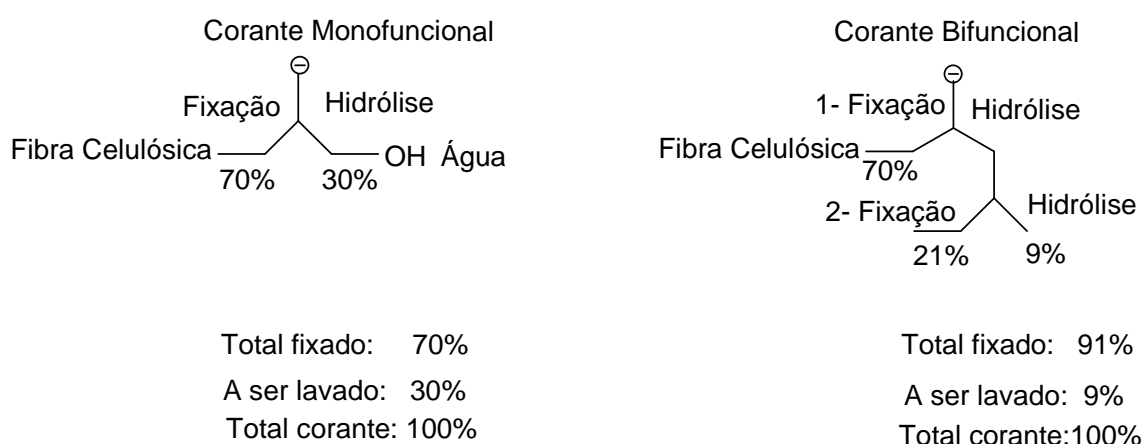 Corante Monofuncional
Fixação Hidrólise
Fibra Celulósica OH Água
70% 30%
Total fixado: 70%
A ser lavado: 30%
Total corante: 100%
Corante Bifuncional
1- Fixação Hidrólise
Fibra Celulósica
70%
2- Fixação Hidrólise
21% 9%
Total fixado: 91%
A ser lavado: 9%
Total corante:100%